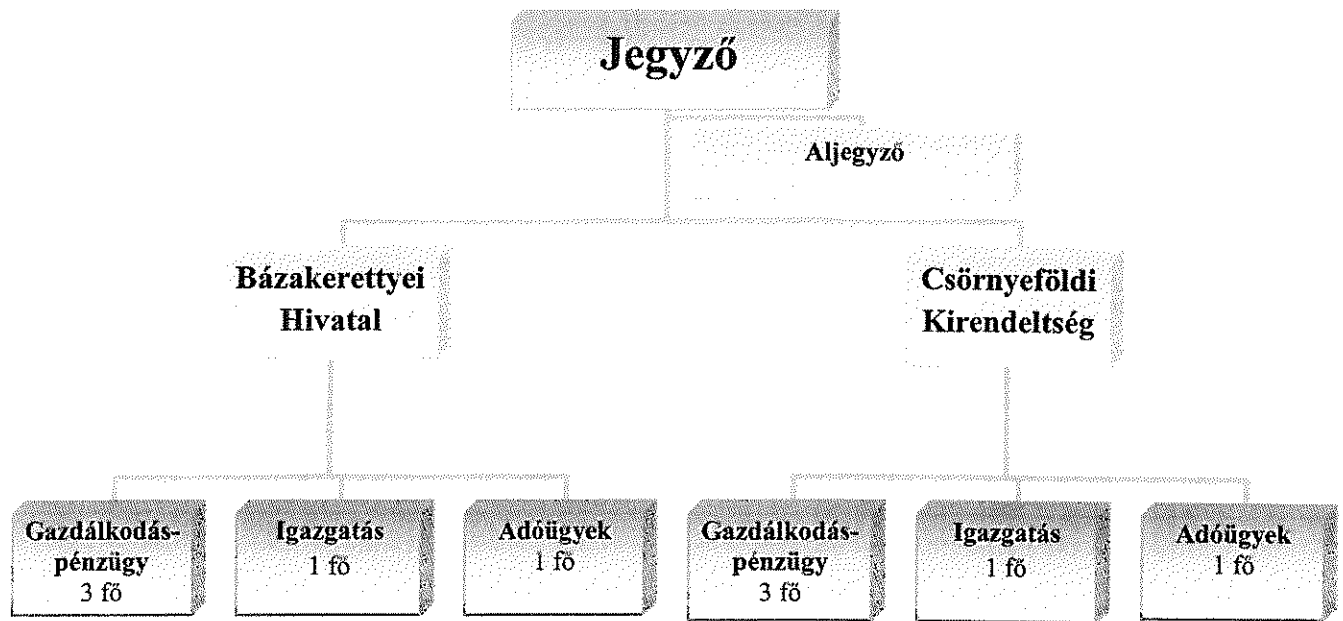 Jegyző
Aljegyző
Bázakerettyei
Hivatal
Csörnyeföldi
Kirendeltség
Gazdálkodás-
pénzügy
3 fő
Igazgatás
1 fő
Adóügyek
1 fő
Gazdálkodás-
pénzügy
3 fő
Igazgatás
1 fő
Adóügyek
1 fő